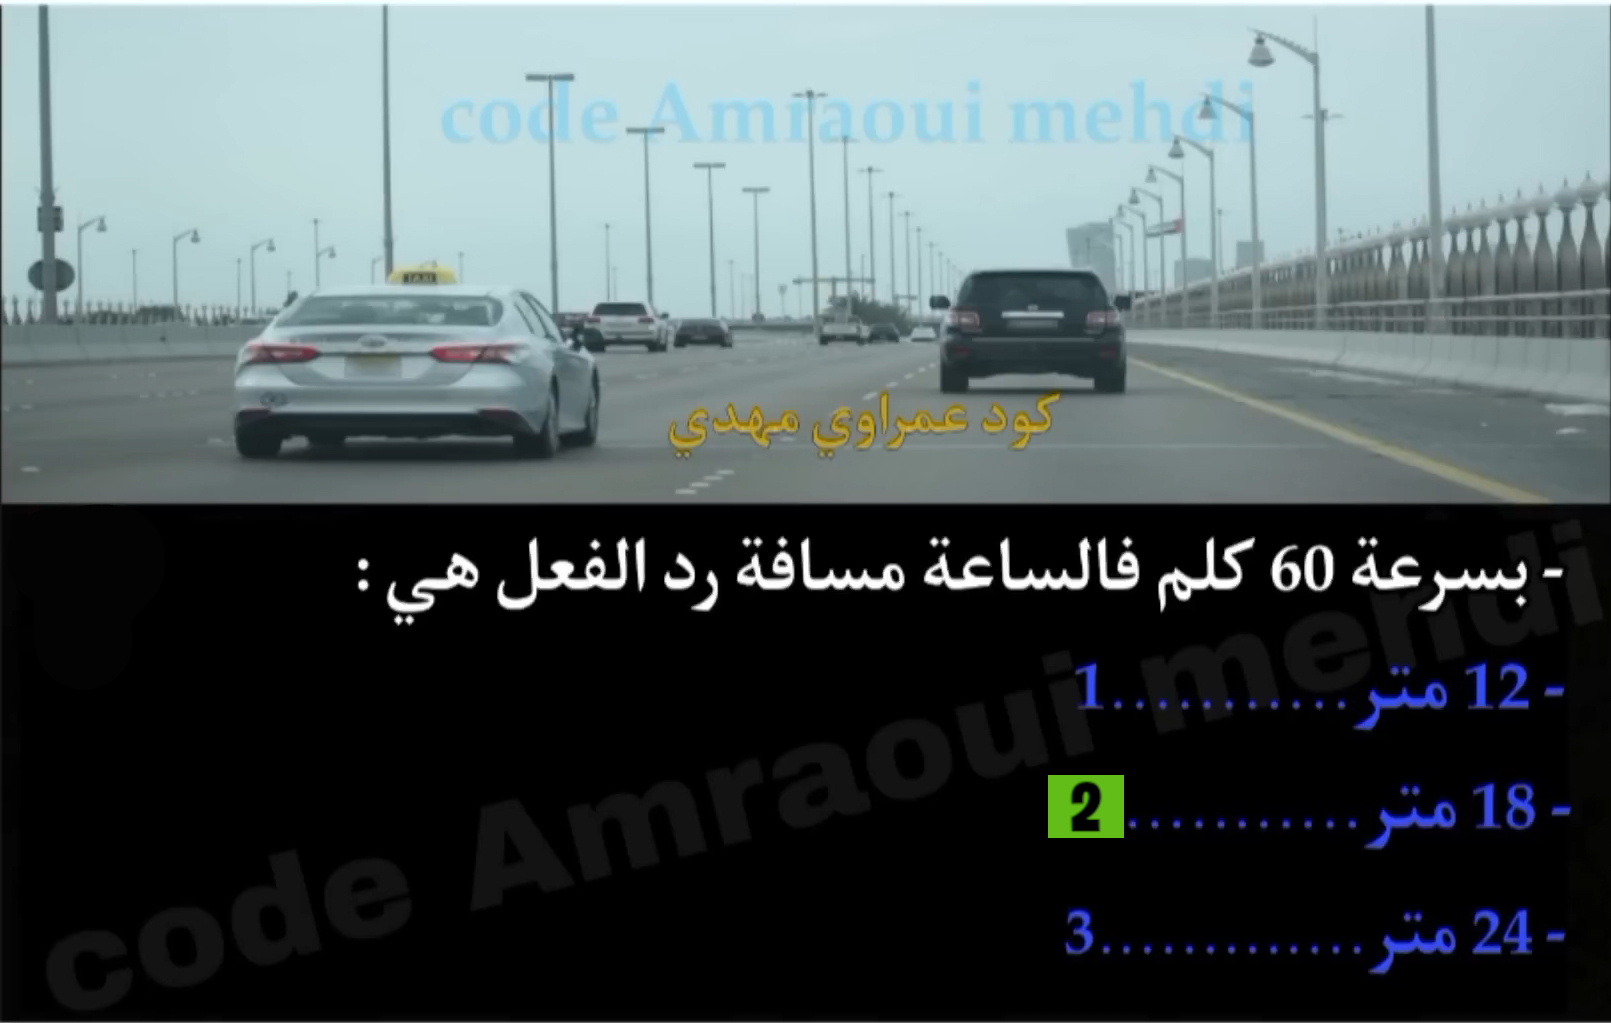 code Amraoui mehdi
TAXI
كود عمراوي مهدي
- بسرعة 60 كلم فالساعة مسافة رد الفعل هي :
- 12 متر...........1
- 18 متر...........2
- 24 متر.............3
code Amraoui mehdi